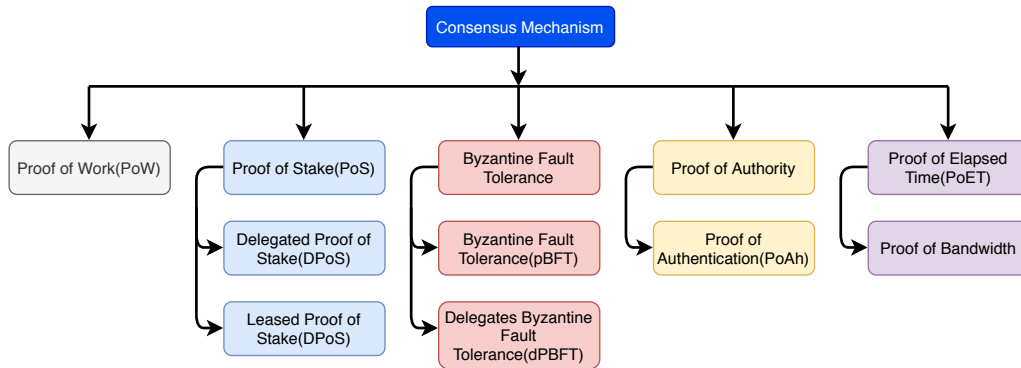 Consensus Mechanism
Proof of Work(PoW)
Proof of Stake(PoS)
Byzantine Fault
Tolerance
Proof of Authority
Proof of Elapsed
Time(PoET)
Delegated Proof of
Stake(DPoS)
Byzantine Fault
Tolerance(pBFT)
Proof of
Authentication(PoAh)
Proof of Bandwidth
Leased Proof of
Stake(DPoS)
Delegates Byzantine
Fault
Tolerance(dPBFT)